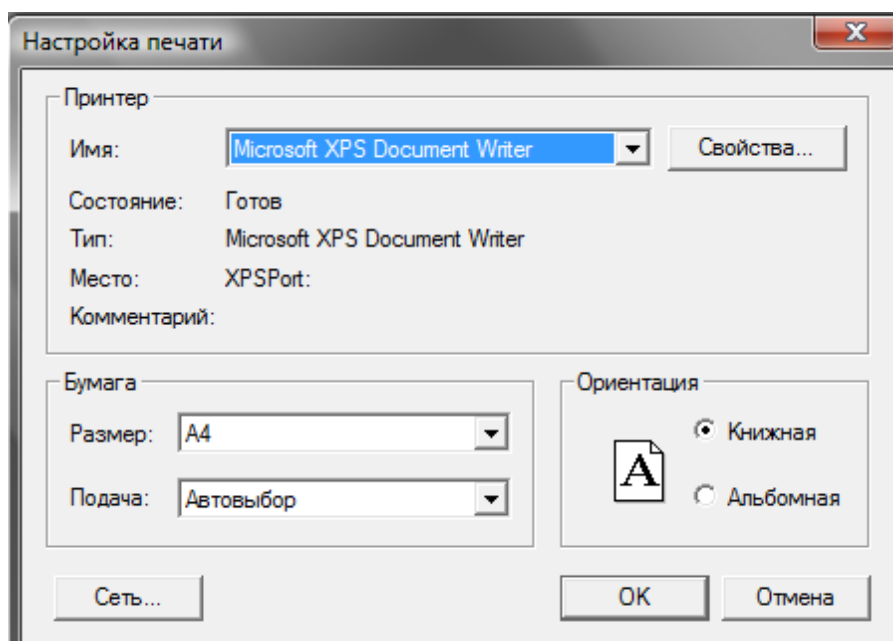 Настройка печати
Принтер
Имя: Microsoft XPS Document Writer Свойства...
Состояние: Готов
Тип: Microsoft XPS Document Writer
Место: XPSPort:
Комментарий:
Бумага
Размер: A4
Подача: Автовыбор
Ориентация
A
Книжная
Альбомная
Сеть... OK Отмена